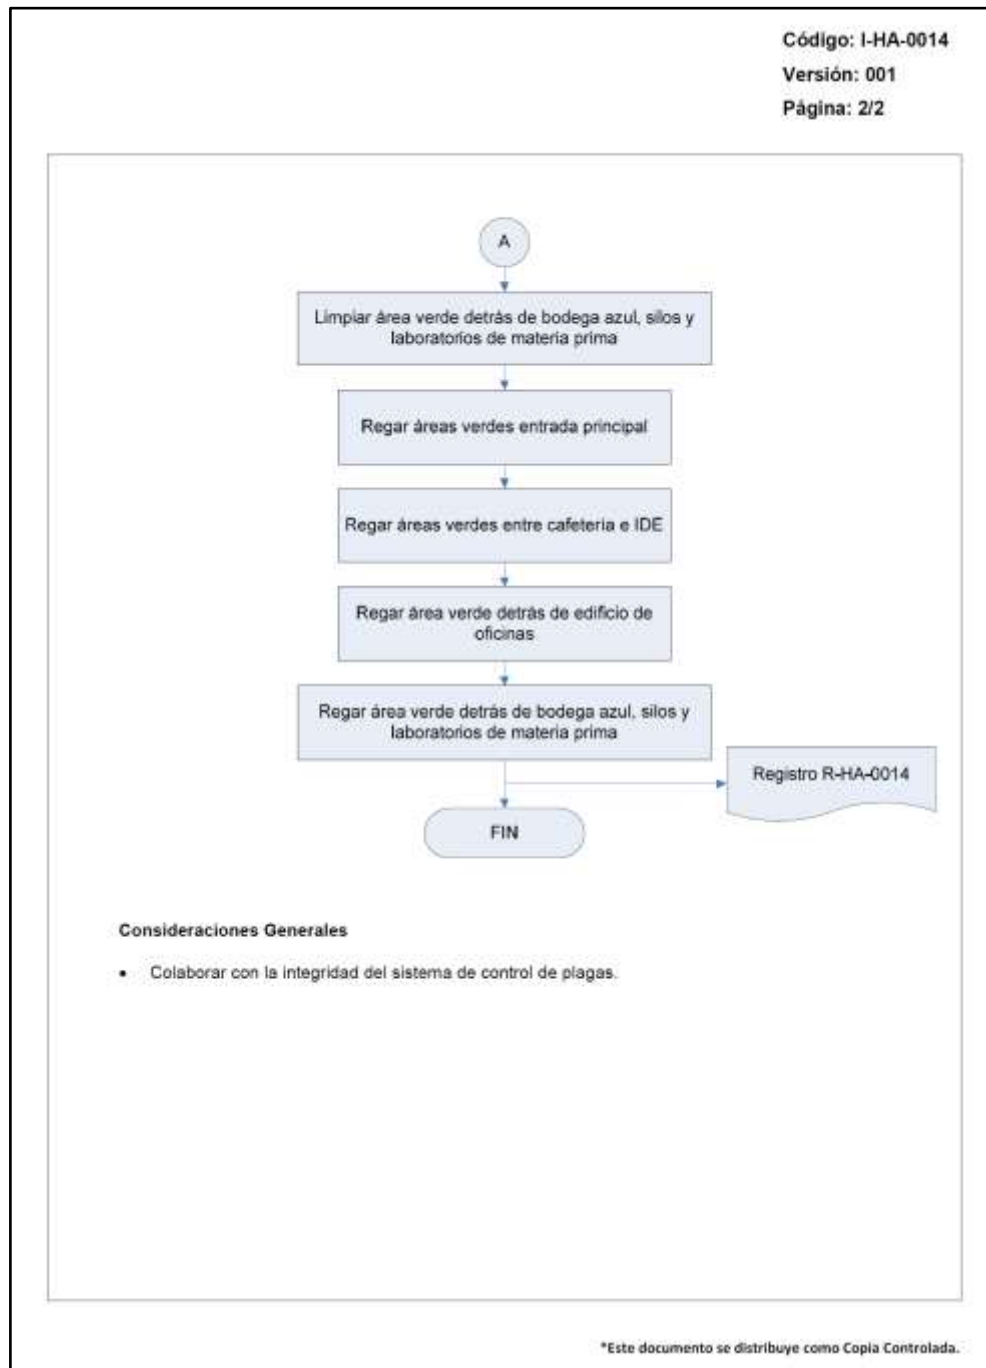 Código: I-HA-0014
Versión: 001
Página: 2/2
A
Limpiar área verde detrás de bodega azul, silos y
laboratorios de materia prima
Regar áreas verdes entrada principal
Regar áreas verdes entre cafetería e IDE
Regar área verde detrás de edificio de
oficinas
Regar área verde detrás de bodega azul, silos y
laboratorios de materia prima
Registro R-HA-0014
FIN
Consideraciones Generales
• Colaborar con la integridad del sistema de control de plagas.
*Este documento se distribuye como Copia Controlada.